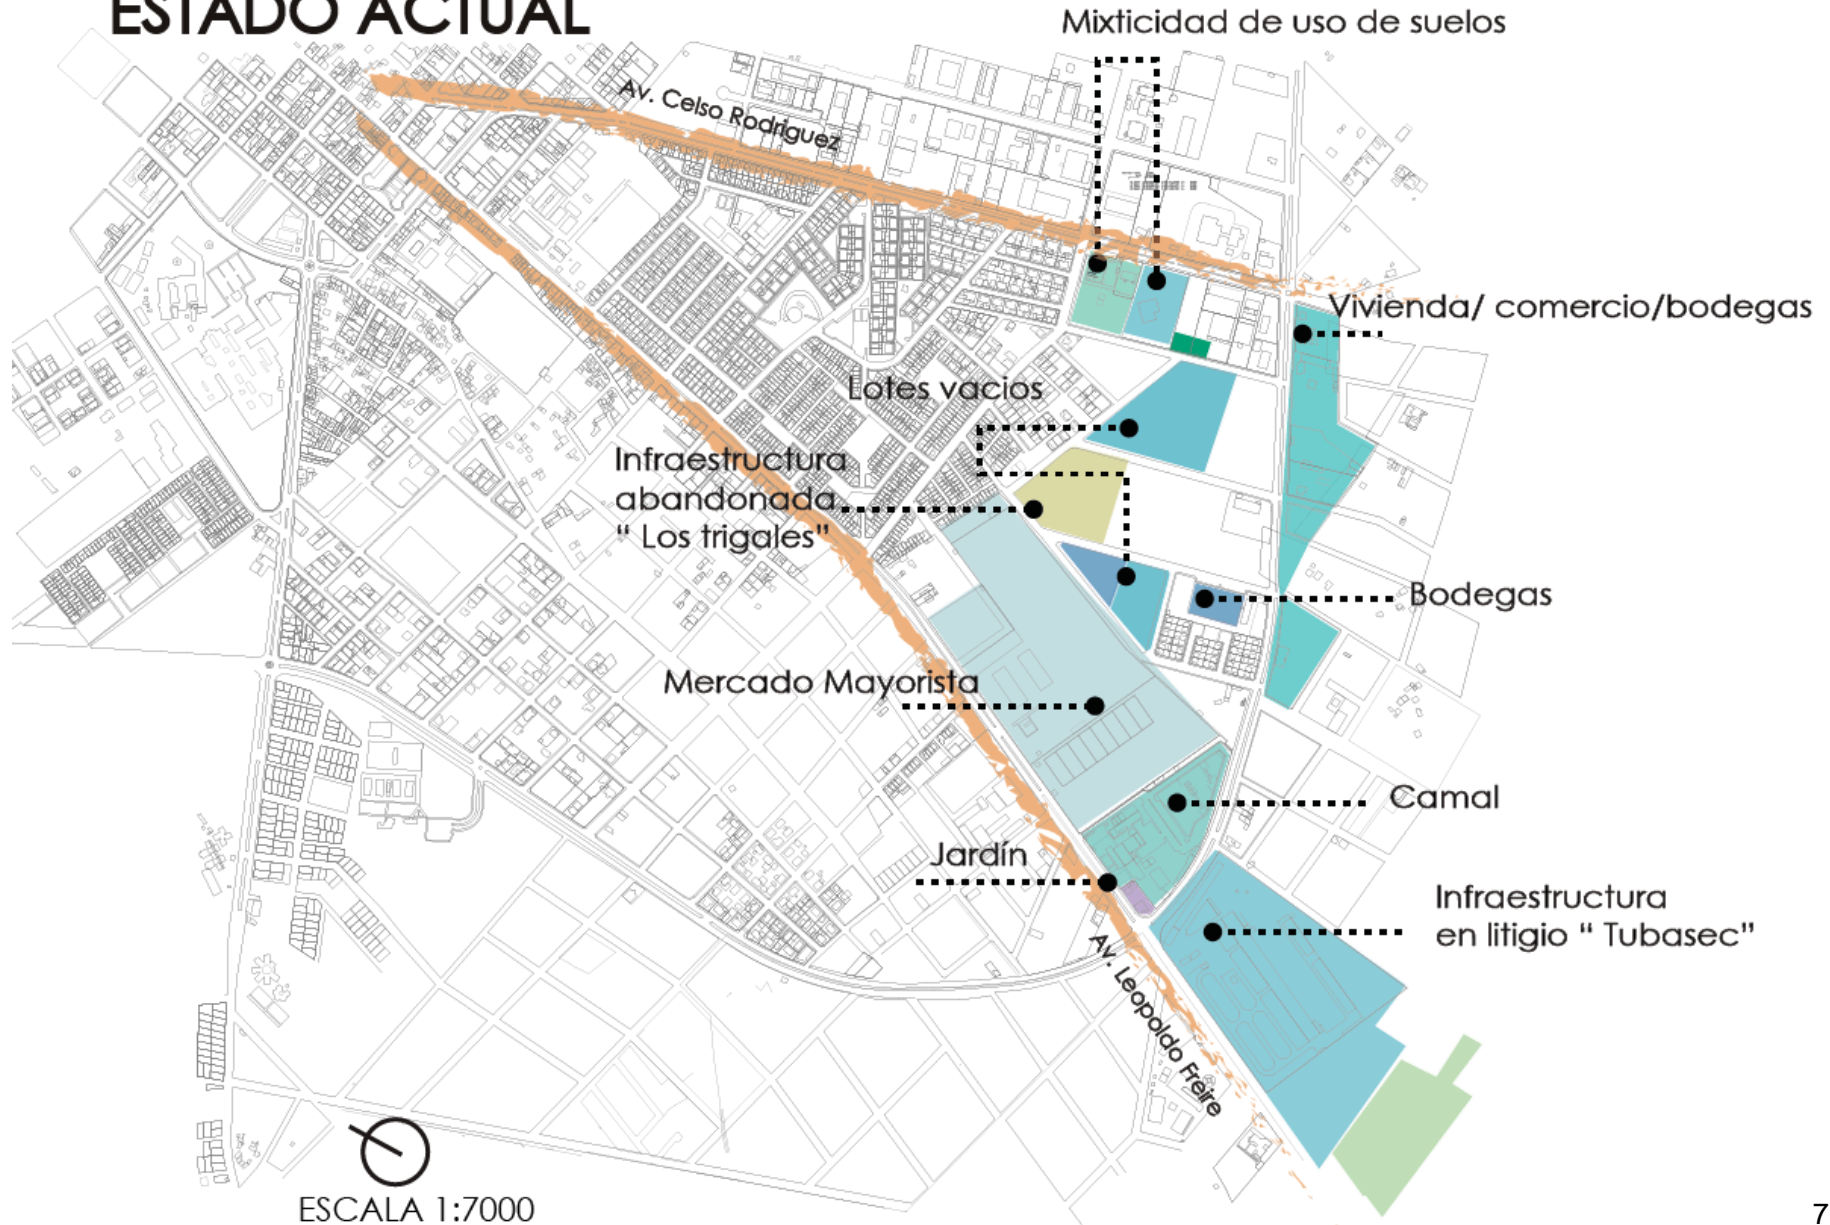 ESTADO ACTUAL
Mixticidad de uso de suelos
Av. Celso Rodriguez
Vivienda/ comercio/bodegas
Lotes vacios
Infraestructura
abandonada
“ Los trigales”
Bodegas
Mercado Mayorista
Camal
Jardín
Infraestructura
en litigio “ Tubasec”
Av. Leopoldo Freire
ESCALA 1:7000
7